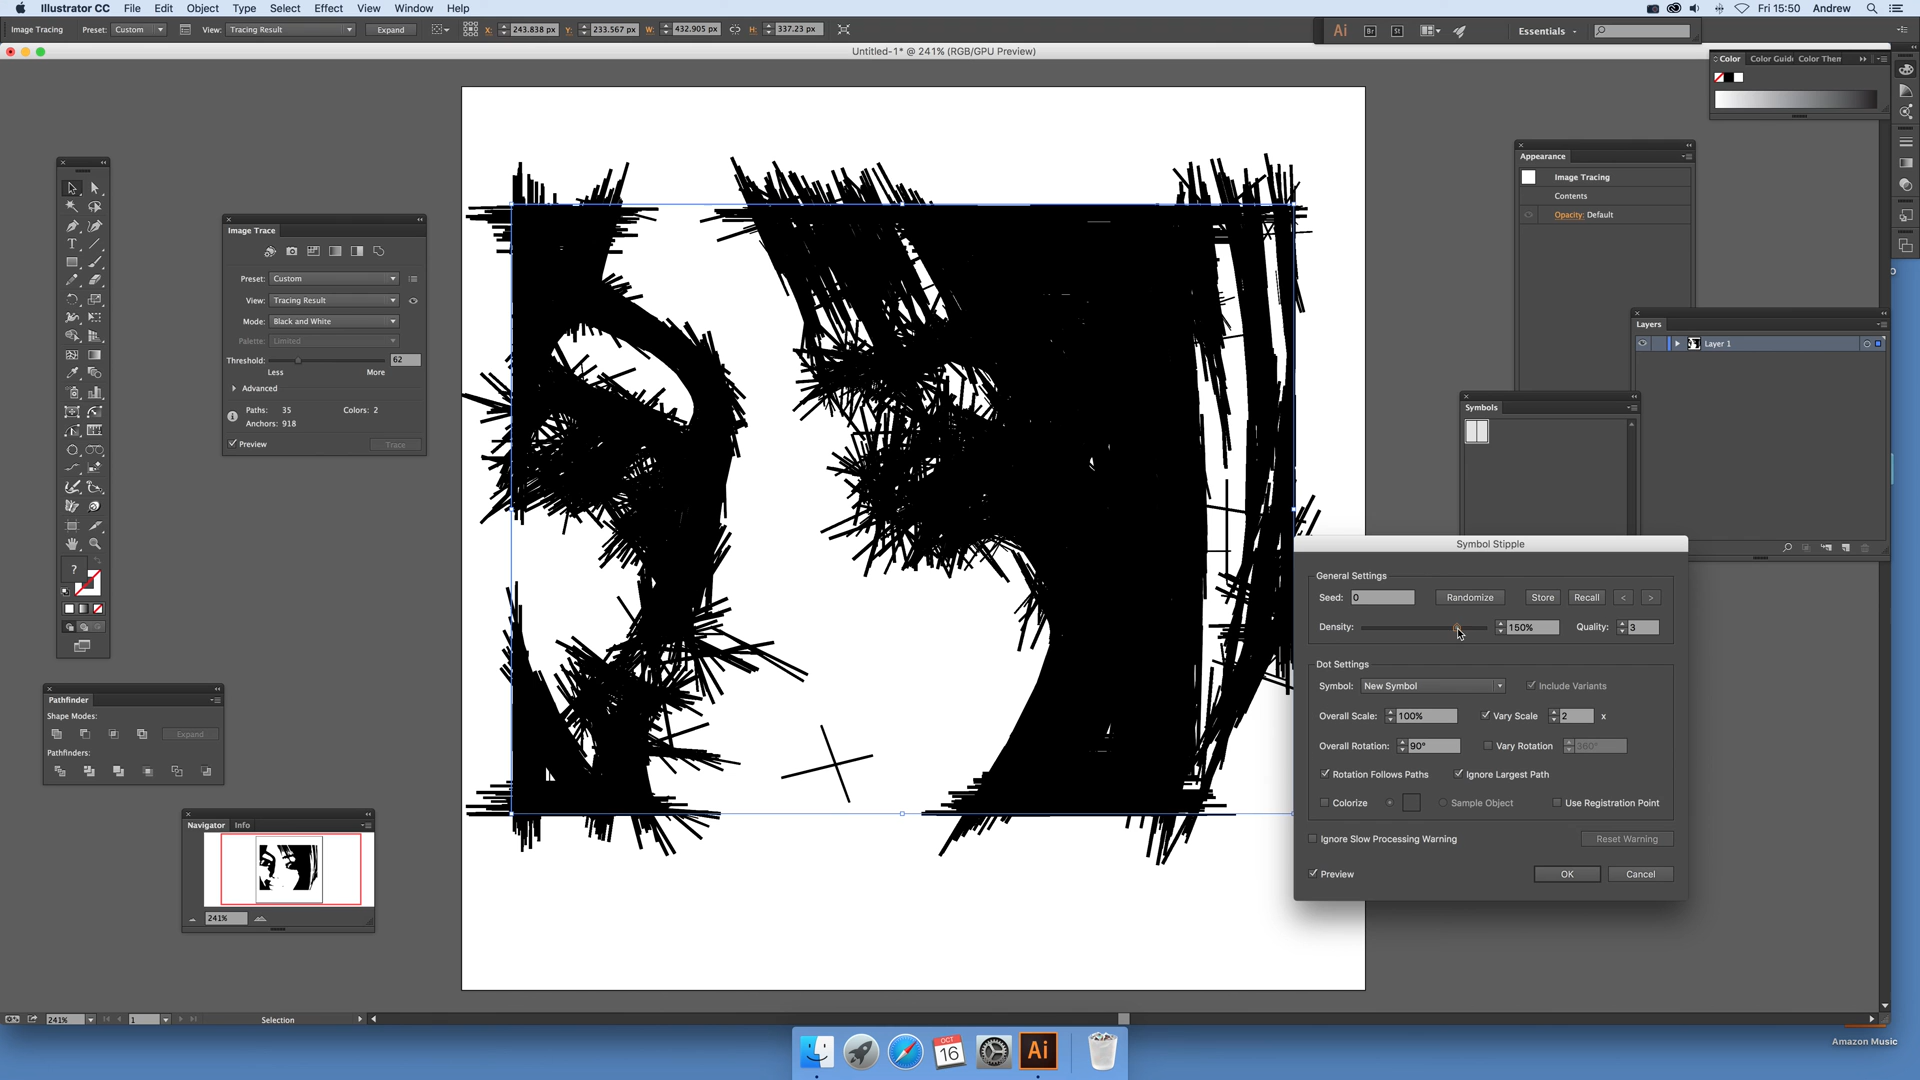 Illustrator CC File Edit Object Type Select Effect View Window Help Fri 15:50 Andrew
Image Tracing Preset: Custom View: Tracing Result Expand X: 243.838 px Y: 233.567 px W: 432.905 px H: 337.23 px Ai Br St Essentials
Untitled-1* @ 241% (RGB/GPU Preview)
Color Color Guide Color Them
Appearance
Image Tracing
Contents
Opacity: Default
Image Trace
Preset: Custom
View: Tracing Result
Mode: Black and White
Palette: Limited
Threshold: 62
Less More
Advanced
Paths: 35 Colors: 2
Anchors: 918
Preview Trace
Layers
Layer 1
Symbols
Symbol Stipple
General Settings
Seed: 0 Randomize Store Recall < >
Density: 150% Quality: 3
Dot Settings
Symbol: New Symbol Include Variants
Overall Scale: 100% Vary Scale 2 x
Overall Rotation: 90° Vary Rotation 360°
Rotation Follows Paths Ignore Largest Path
Colorize Sample Object Use Registration Point
Ignore Slow Processing Warning Reset Warning
Preview OK Cancel
?
Pathfinder
Shape Modes:
Expand
Pathfinders:
Navigator Info
241%
241% 1 Selection
OCT
16
Ai
Amazon Music